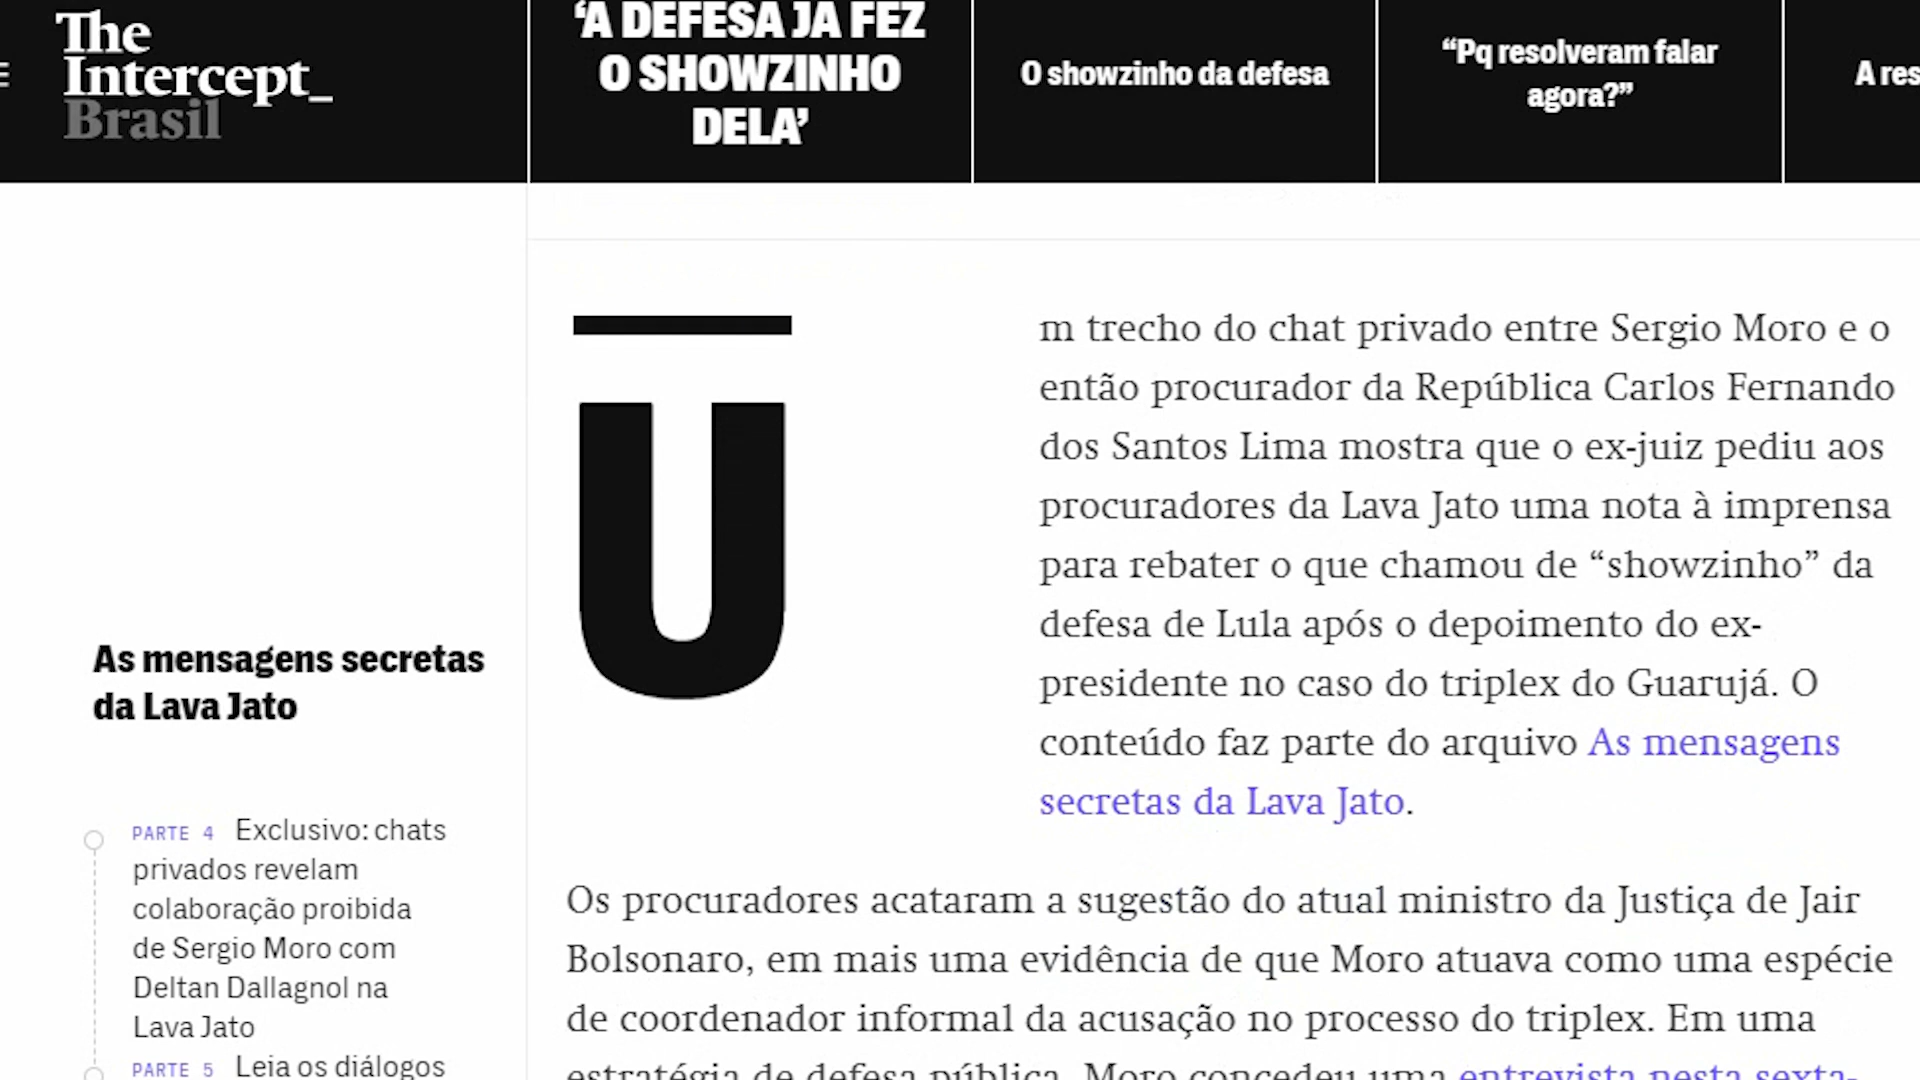 The
Intercept_
Brasil
‘A DEFESA JÁ FEZ
O SHOWZINHO
DELA’
O showzinho da defesa
“Pq resolveram falar
agora?”
A res
As mensagens secretas
da Lava Jato
PARTE 4 Exclusivo: chats
privados revelam
colaboração proibida
de Sergio Moro com
Deltan Dallagnol na
Lava Jato
PARTE 5 Leia os diálogos
U
m trecho do chat privado entre Sergio Moro e o
então procurador da República Carlos Fernando
dos Santos Lima mostra que o ex-juiz pediu aos
procuradores da Lava Jato uma nota à imprensa
para rebater o que chamou de “showzinho” da
defesa de Lula após o depoimento do ex-
presidente no caso do triplex do Guarujá. O
conteúdo faz parte do arquivo As mensagens
secretas da Lava Jato.
Os procuradores acataram a sugestão do atual ministro da Justiça de Jair
Bolsonaro, em mais uma evidência de que Moro atuava como uma espécie
de coordenador informal da acusação no processo do triplex. Em uma
estratégia de defesa pública, Moro concedeu uma entrevista nesta sexta-